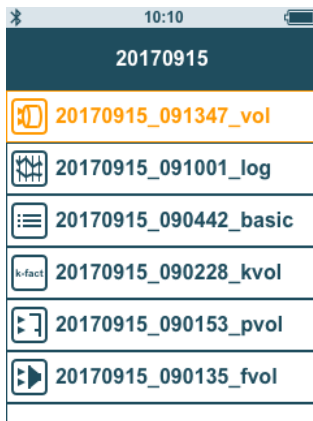 10:10
20170915
20170915_091347_vol
20170915_091001_log
20170915_090442_basic
k-fact 20170915_090228_kvol
20170915_090153_pvol
20170915_090135_fvol